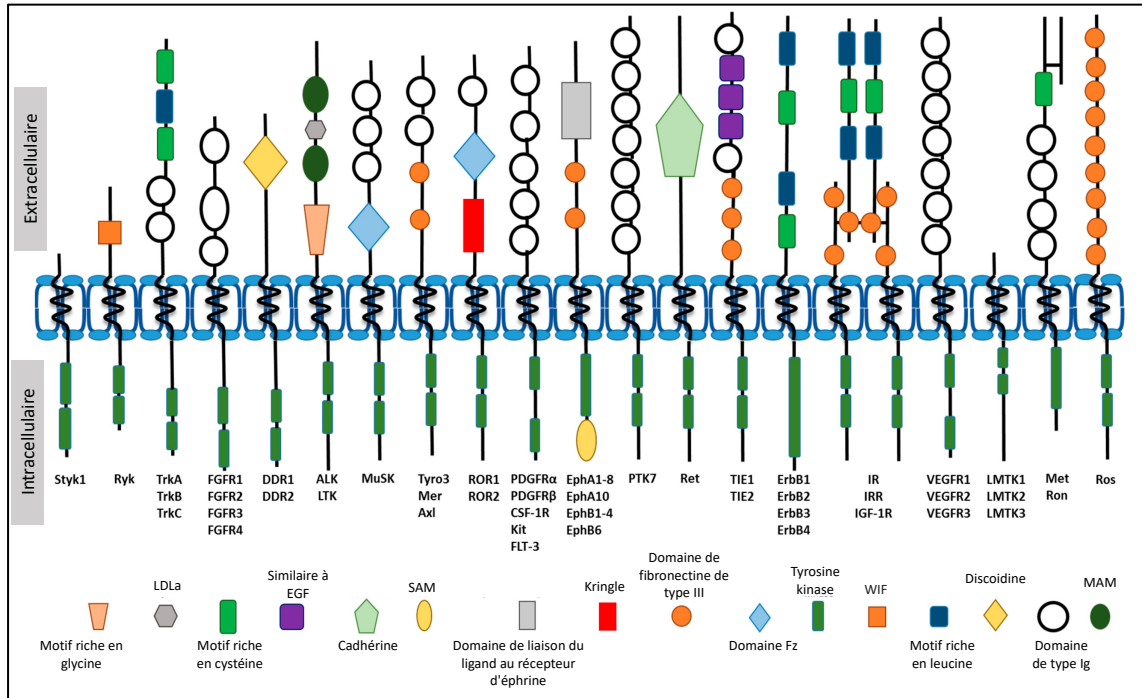 Extracellulaire
Intracellulaire
Styk1
Ryk
TrkA
TrkB
TrkC
FGFR1
FGFR2
FGFR3
FGFR4
DDR1
DDR2
ALK
LTK
MuSK
Tyro3
Mer
Axl
ROR1
ROR2
PDGFRα
PDGFRβ
CSF-1R
Kit
FLT-3
EphA1-8
EphA10
EphB1-4
EphB6
PTK7
Ret
TIE1
TIE2
ErbB1
ErbB2
ErbB3
ErbB4
IR
IRR
IGF-1R
VEGFR1
VEGFR2
VEGFR3
LMTK1
LMTK2
LMTK3
Met
Ron
Ros
Motif riche en
glycine
LDLa
Motif riche
en cystéine
Similaire à
EGF
Cadhérine
SAM
Domaine de liaison du
ligand au récepteur
d'éphrine
Kringle
Domaine de
fibronectine de
type III
Domaine Fz
Tyrosine
kinase
WIF
Motif riche
en leucine
Discoidine
Domaine
de type Ig
MAM